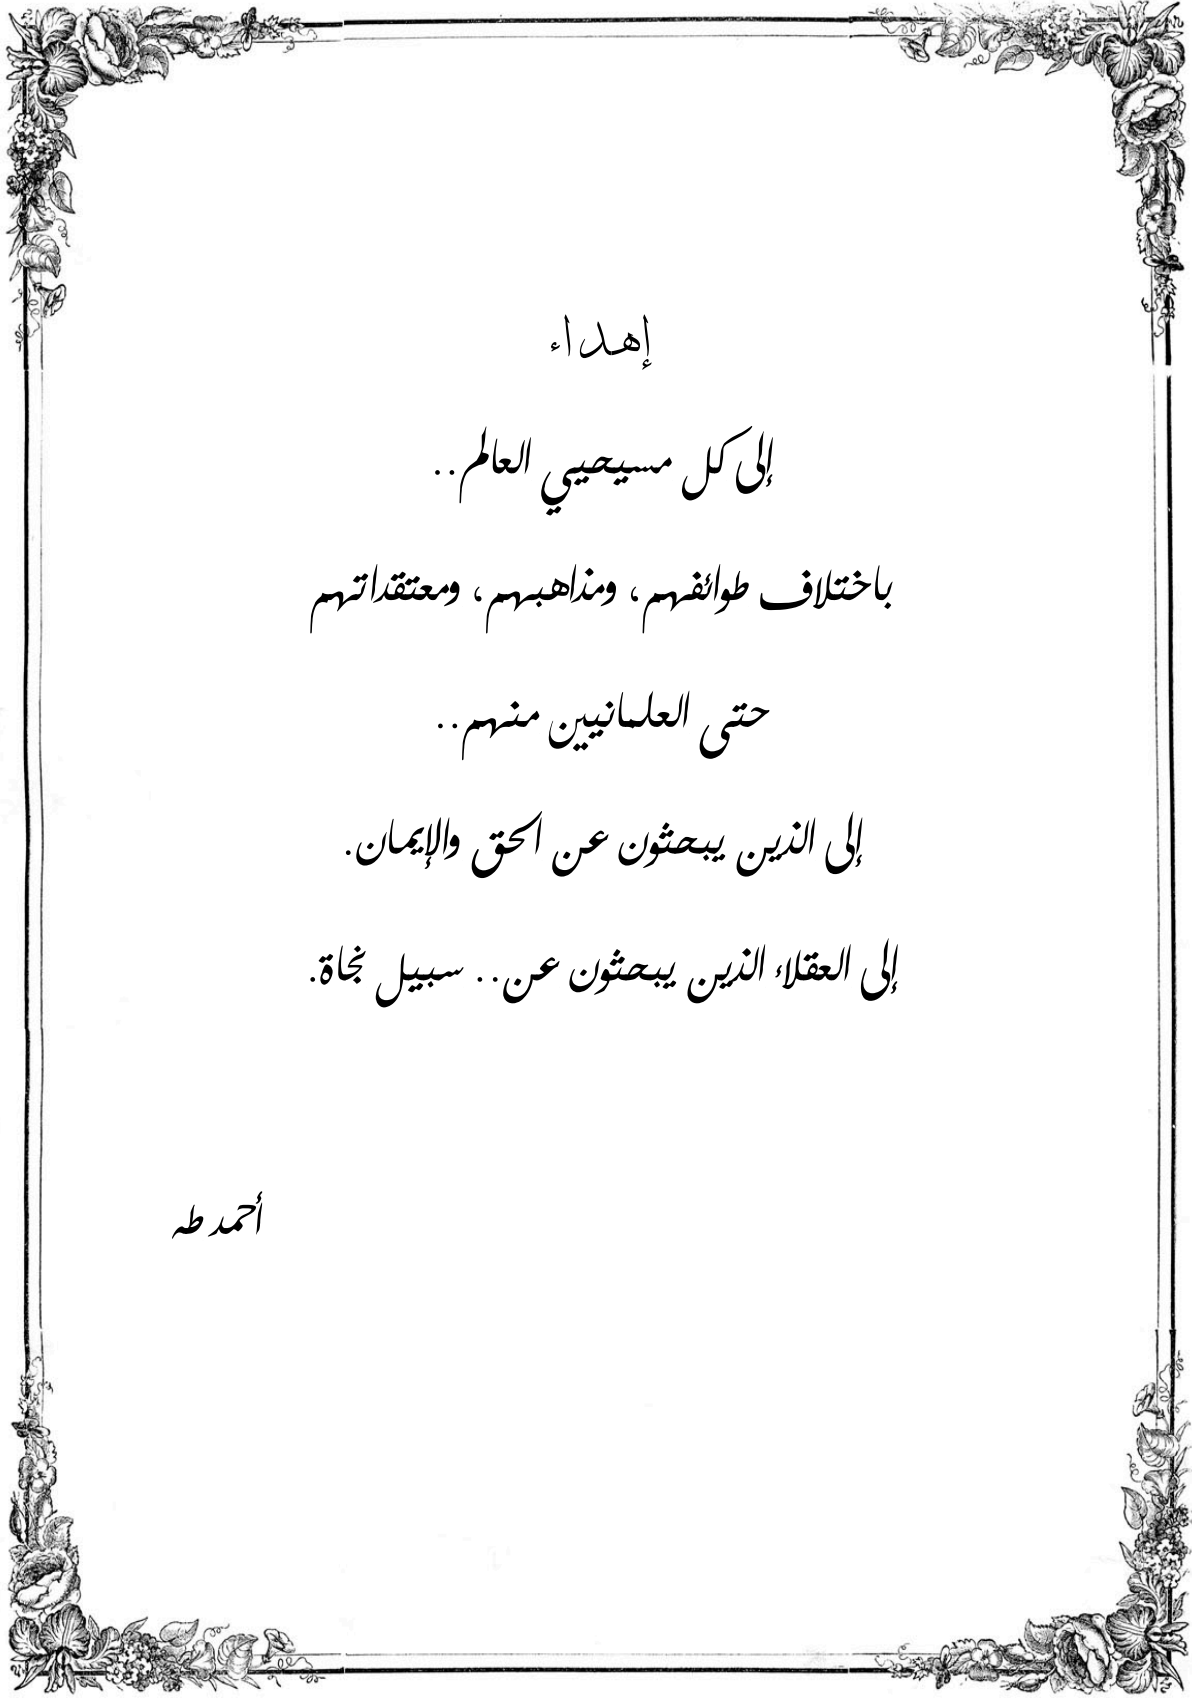 إهداء
إلى كل مسيحيي العالم..
باختلاف طوائفهم، ومذاهبهم، ومعتقداتهم
حتى العلمانيين منهم..
إلى الذين يبحثون عن الحق والإيمان.
إلى العقلاء الذين يبحثون عن.. سبيل نجاة.
أحمد طه